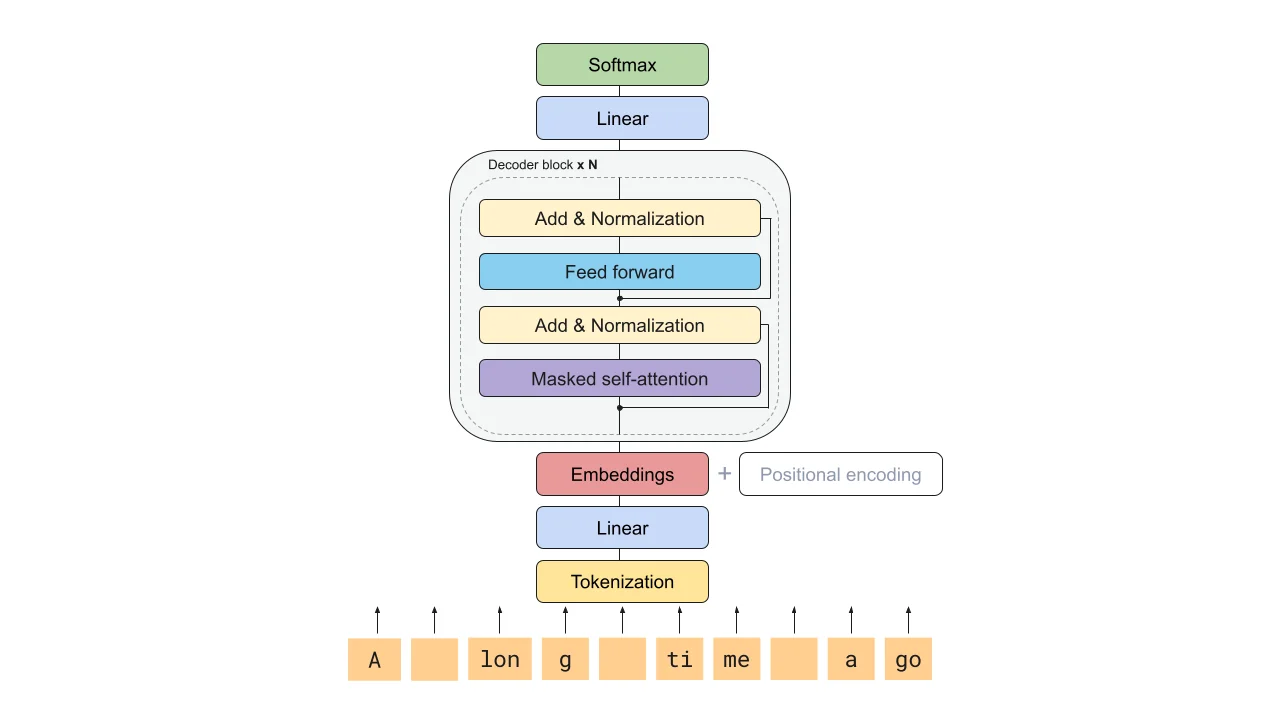 Softmax
Linear
Decoder block x N
Add & Normalization
Feed forward
Add & Normalization
Masked self-attention
Embeddings + Positional encoding
Linear
Tokenization
A lon g ti me a go